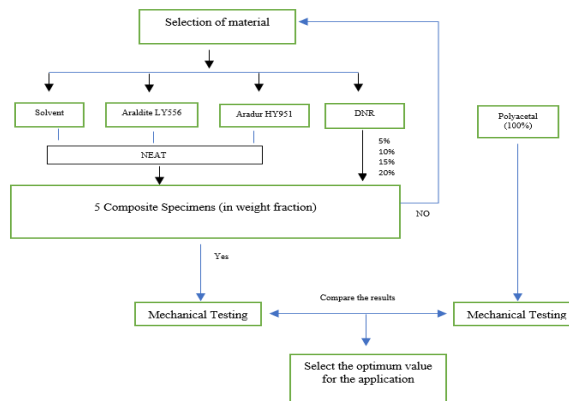 Selection of material
Solvent
Araldite LY556
Aradur HY951
DNR
Polyacetal
(100%)
NEAT
5%
10%
15%
20%
5 Composite Specimens (in weight fraction)
NO
Yes
Compare the results
Mechanical Testing
Mechanical Testing
Select the optimum value
for the application